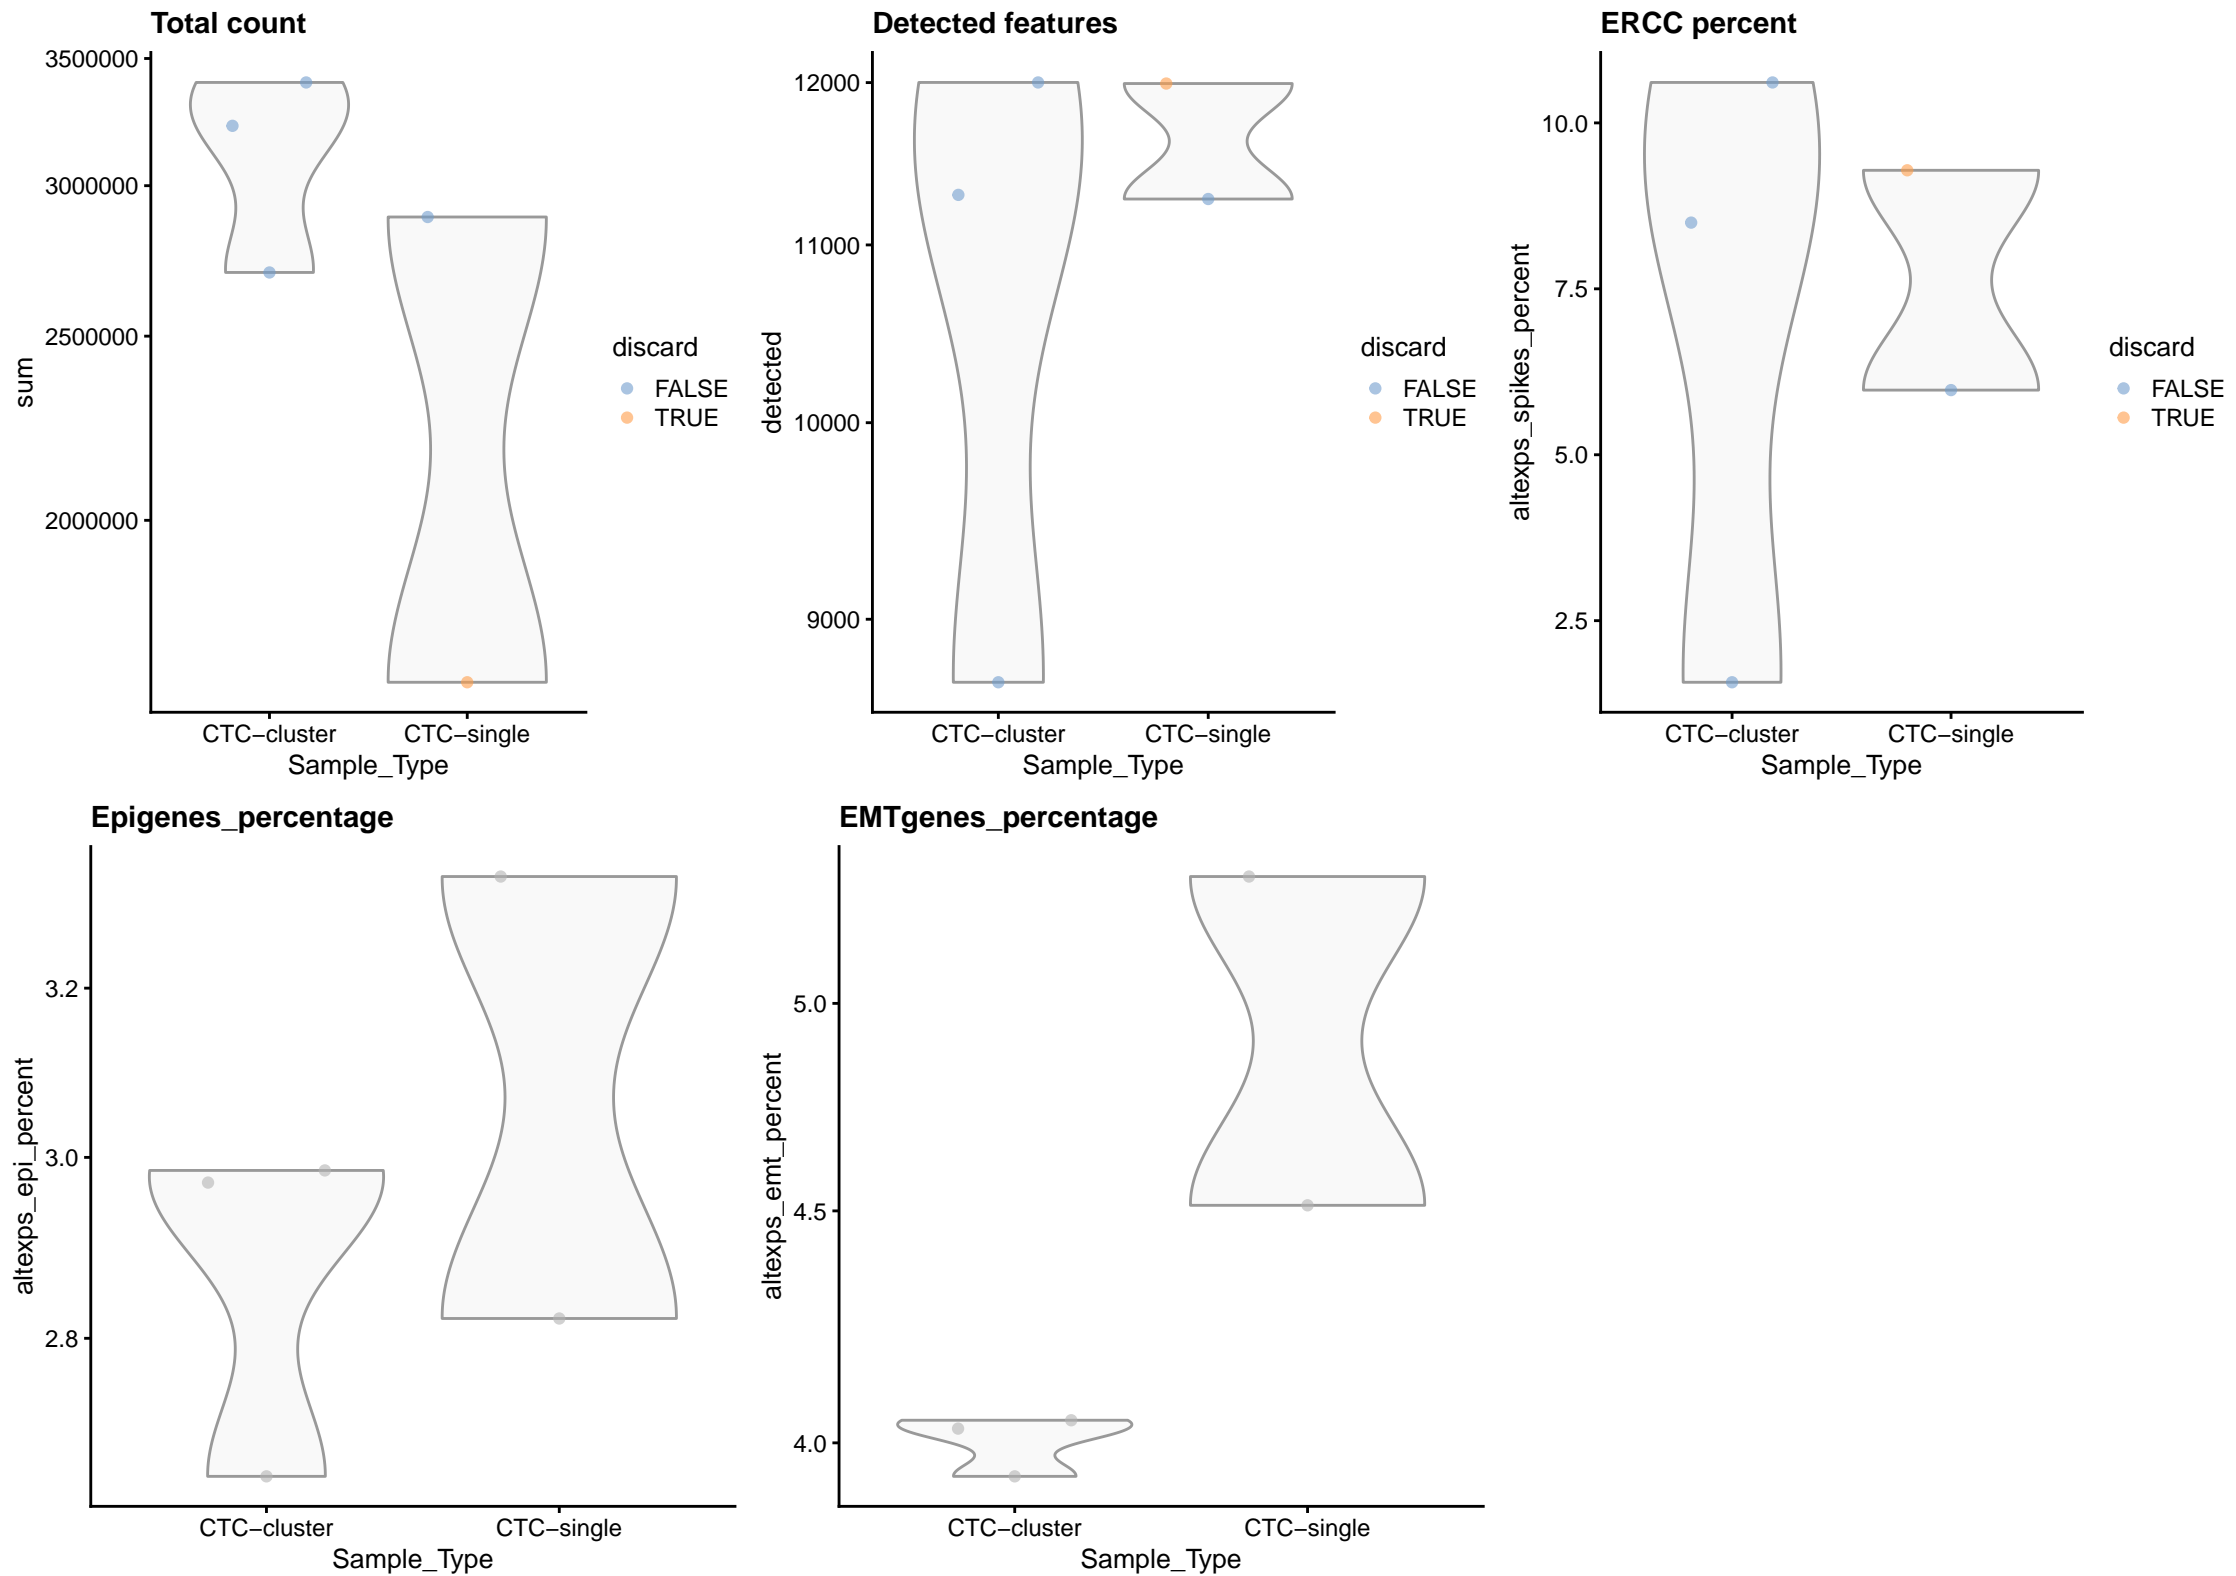 Total count
sum
3500000
3000000
2500000
2000000
CTC−cluster
CTC−single
Sample_Type
discard
FALSE
TRUE
Detected features
detected
12000
11000
10000
9000
CTC−cluster
CTC−single
Sample_Type
discard
FALSE
TRUE
ERCC percent
altexps_spikes_percent
10.0
7.5
5.0
2.5
CTC−cluster
CTC−single
Sample_Type
discard
FALSE
TRUE
Epigenes_percentage
altexps_epi_percent
3.2
3.0
2.8
CTC−cluster
CTC−single
Sample_Type
EMTgenes_percentage
altexps_emt_percent
5.0
4.5
4.0
CTC−cluster
CTC−single
Sample_Type